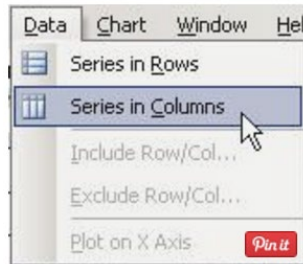 Data Chart Window Hel
Series in Rows
Series in Columns
Include Row/Col...
Exclude Row/Col...
Plot on X Axis
Pin it